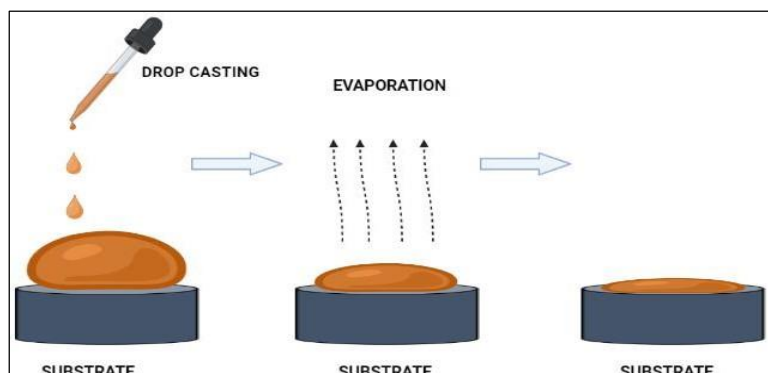 DROP CASTING
EVAPORATION
SUBSTRATE
SUBSTRATE
SUBSTRATE